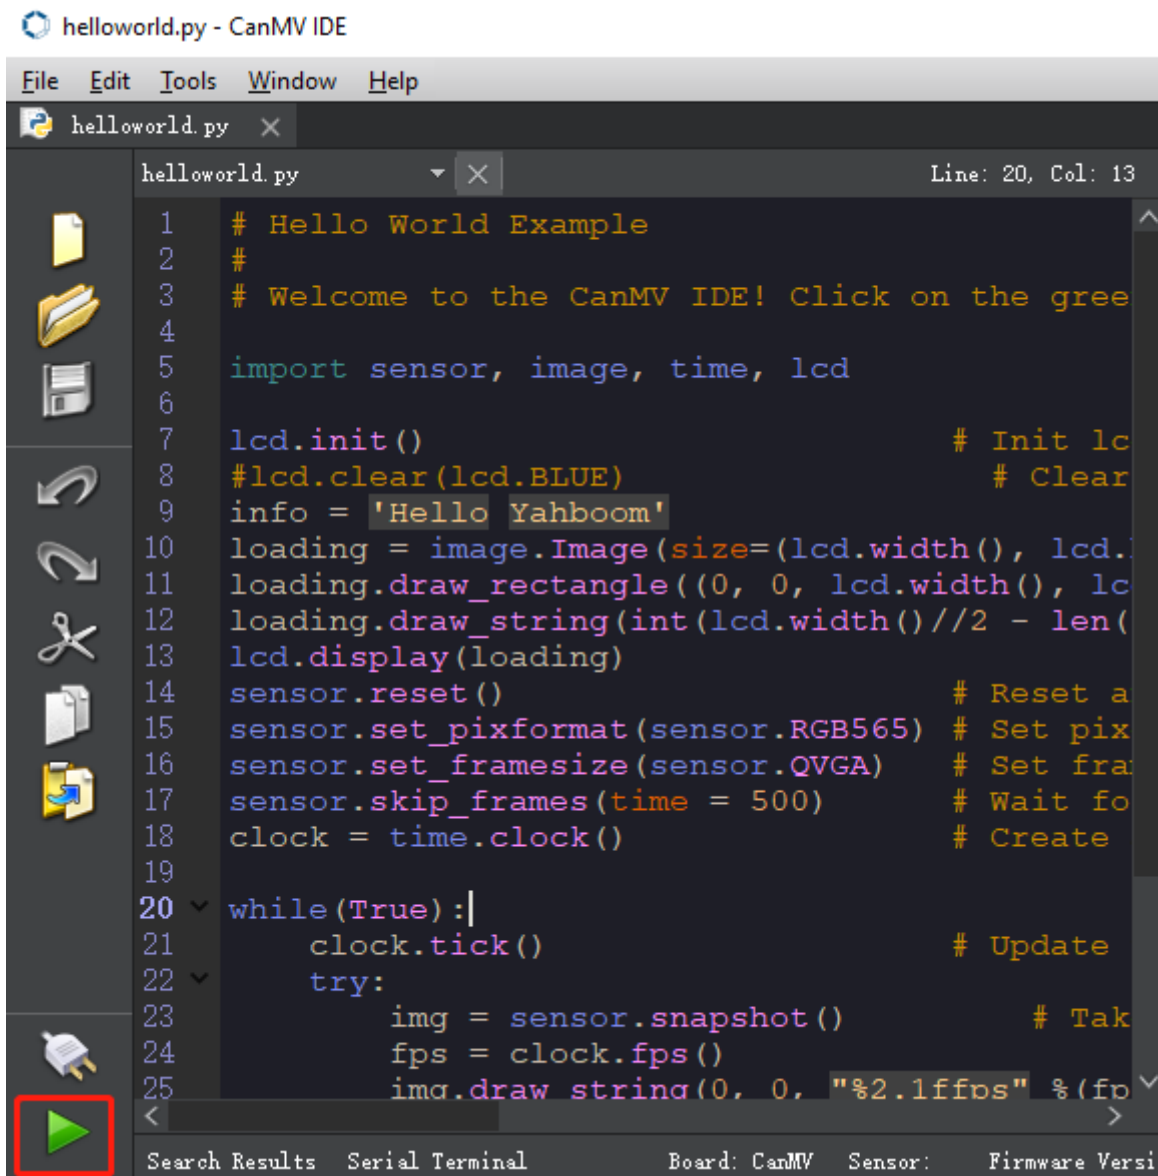 helloworld.py - CanMV IDE
File Edit Tools Window Help
helloworld.py
helloworld.py Line: 20, Col: 13
1 # Hello World Example
2 #
3 # Welcome to the CanMV IDE! Click on the gree
4
5 import sensor, image, time, lcd
6
7 lcd.init() # Init lc
8 #lcd.clear(lcd.BLUE) # Clear
9 info = 'Hello Yahboom'
10 loading = image.Image(size=(lcd.width(), lcd.
11 loading.draw_rectangle((0, 0, lcd.width(), lc
12 loading.draw_string(int(lcd.width()//2 - len(
13 lcd.display(loading)
14 sensor.reset() # Reset a
15 sensor.set_pixformat(sensor.RGB565) # Set pix
16 sensor.set_framesize(sensor.QVGA) # Set fra
17 sensor.skip_frames(time = 500) # Wait fo
18 clock = time.clock() # Create
19
20 while(True):
21 clock.tick() # Update
22 try:
23 img = sensor.snapshot() # Tak
24 fps = clock.fps()
25 img.draw_string(0, 0, "%2.1ffps" %(fp
Search Results Serial Terminal Board: CanMV Sensor: Firmware Versi